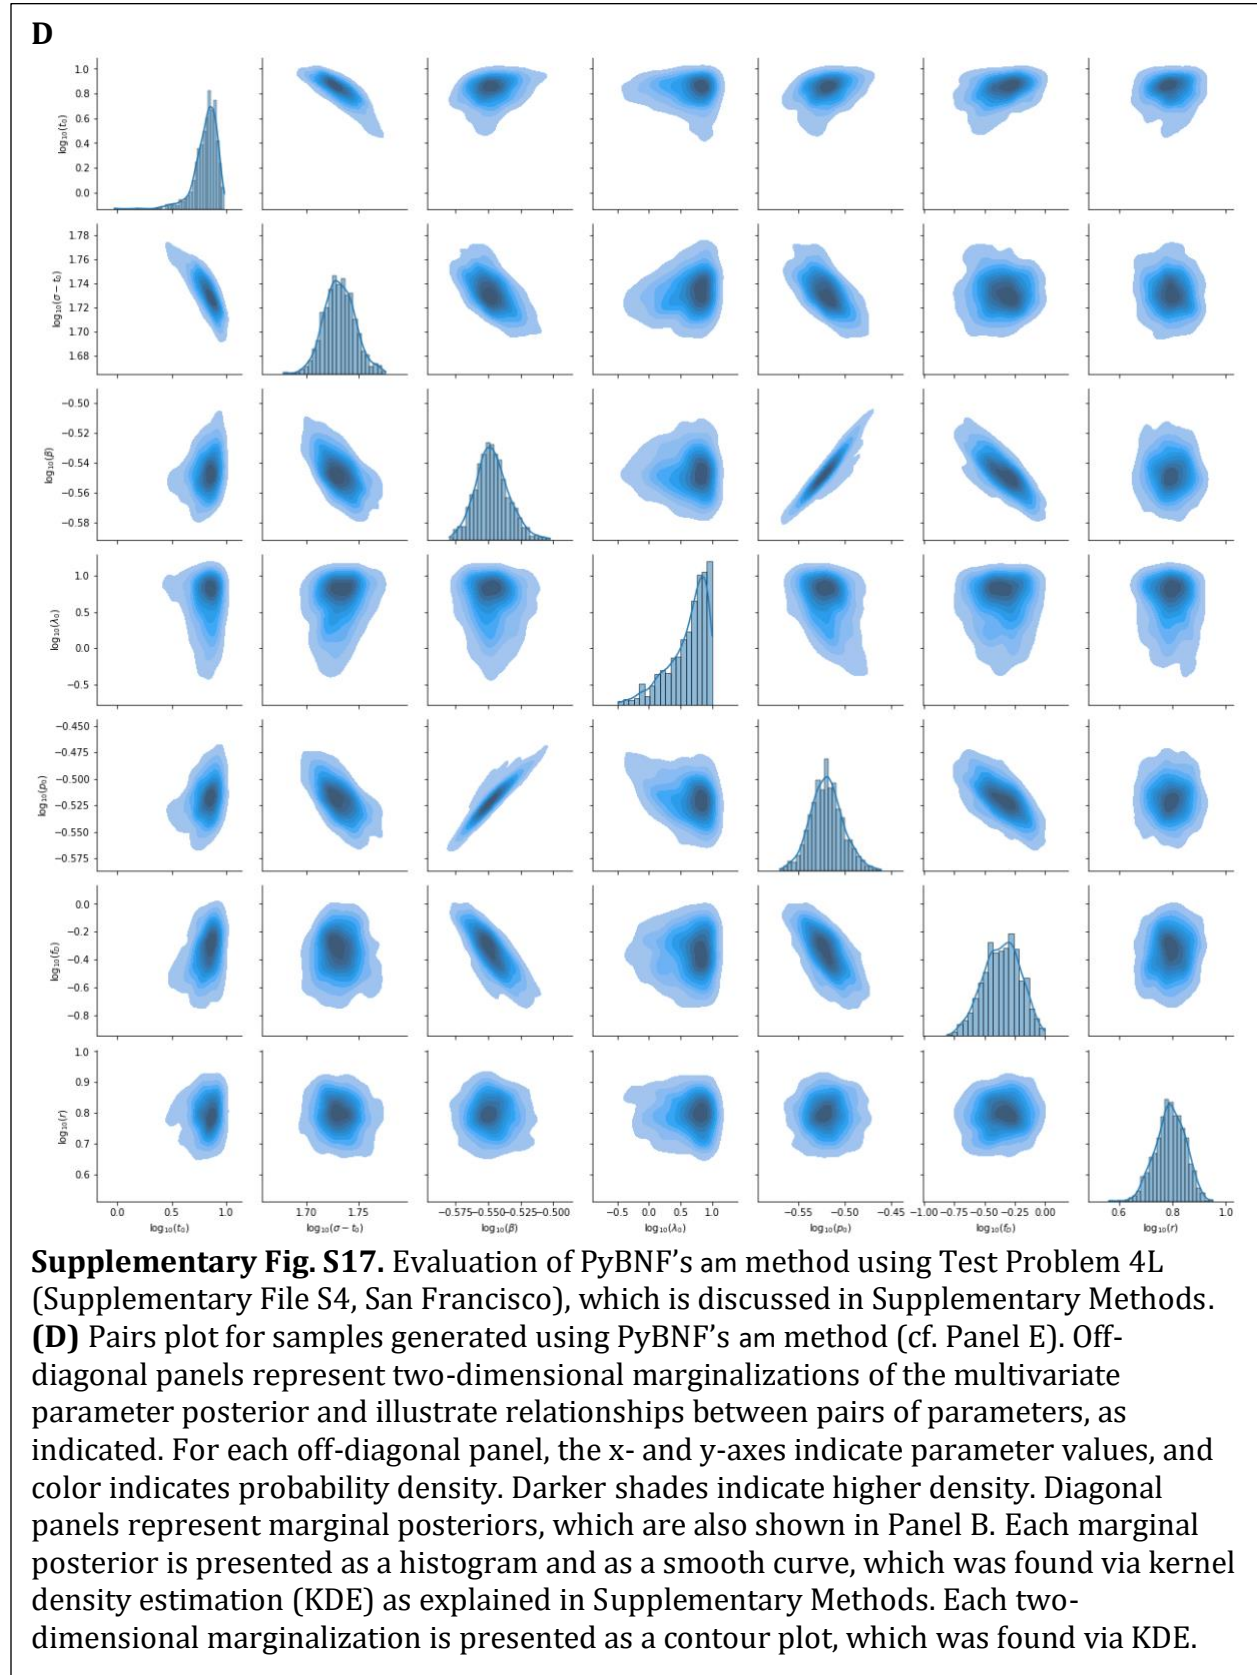 D
1.0
0.8
0.6
0.4
0.2
0.0
log₁₀(t₀)
1.78
1.76
1.74
1.72
1.70
1.68
log₁₀(σ − t₀)
−0.50
−0.52
−0.54
−0.56
−0.58
log₁₀(β)
1.0
0.5
0.0
−0.5
log₁₀(λ₀)
−0.450
−0.475
−0.500
−0.525
−0.550
−0.575
log₁₀(p₀)
0.0
−0.2
−0.4
−0.6
−0.8
log₁₀(f_D)
1.0
0.9
0.8
0.7
0.6
log₁₀(r)
0.0 0.5 1.0 1.70 1.75 −0.575 −0.550 −0.525 −0.500 −0.5 0.0 0.5 1.0 −0.55 −0.50 −0.45 −1.00 −0.75 −0.50 −0.25 0.00 0.6 0.8 1.0
log₁₀(t₀) log₁₀(σ − t₀) log₁₀(β) log₁₀(λ₀) log₁₀(p₀) log₁₀(f_D) log₁₀(r)
Supplementary Fig. S17. Evaluation of PyBNF’s am method using Test Problem 4L
(Supplementary File S4, San Francisco), which is discussed in Supplementary Methods.
(D) Pairs plot for samples generated using PyBNF’s am method (cf. Panel E). Off-
diagonal panels represent two-dimensional marginalizations of the multivariate
parameter posterior and illustrate relationships between pairs of parameters, as
indicated. For each off-diagonal panel, the x- and y-axes indicate parameter values, and
color indicates probability density. Darker shades indicate higher density. Diagonal
panels represent marginal posteriors, which are also shown in Panel B. Each marginal
posterior is presented as a histogram and as a smooth curve, which was found via kernel
density estimation (KDE) as explained in Supplementary Methods. Each two-
dimensional marginalization is presented as a contour plot, which was found via KDE.